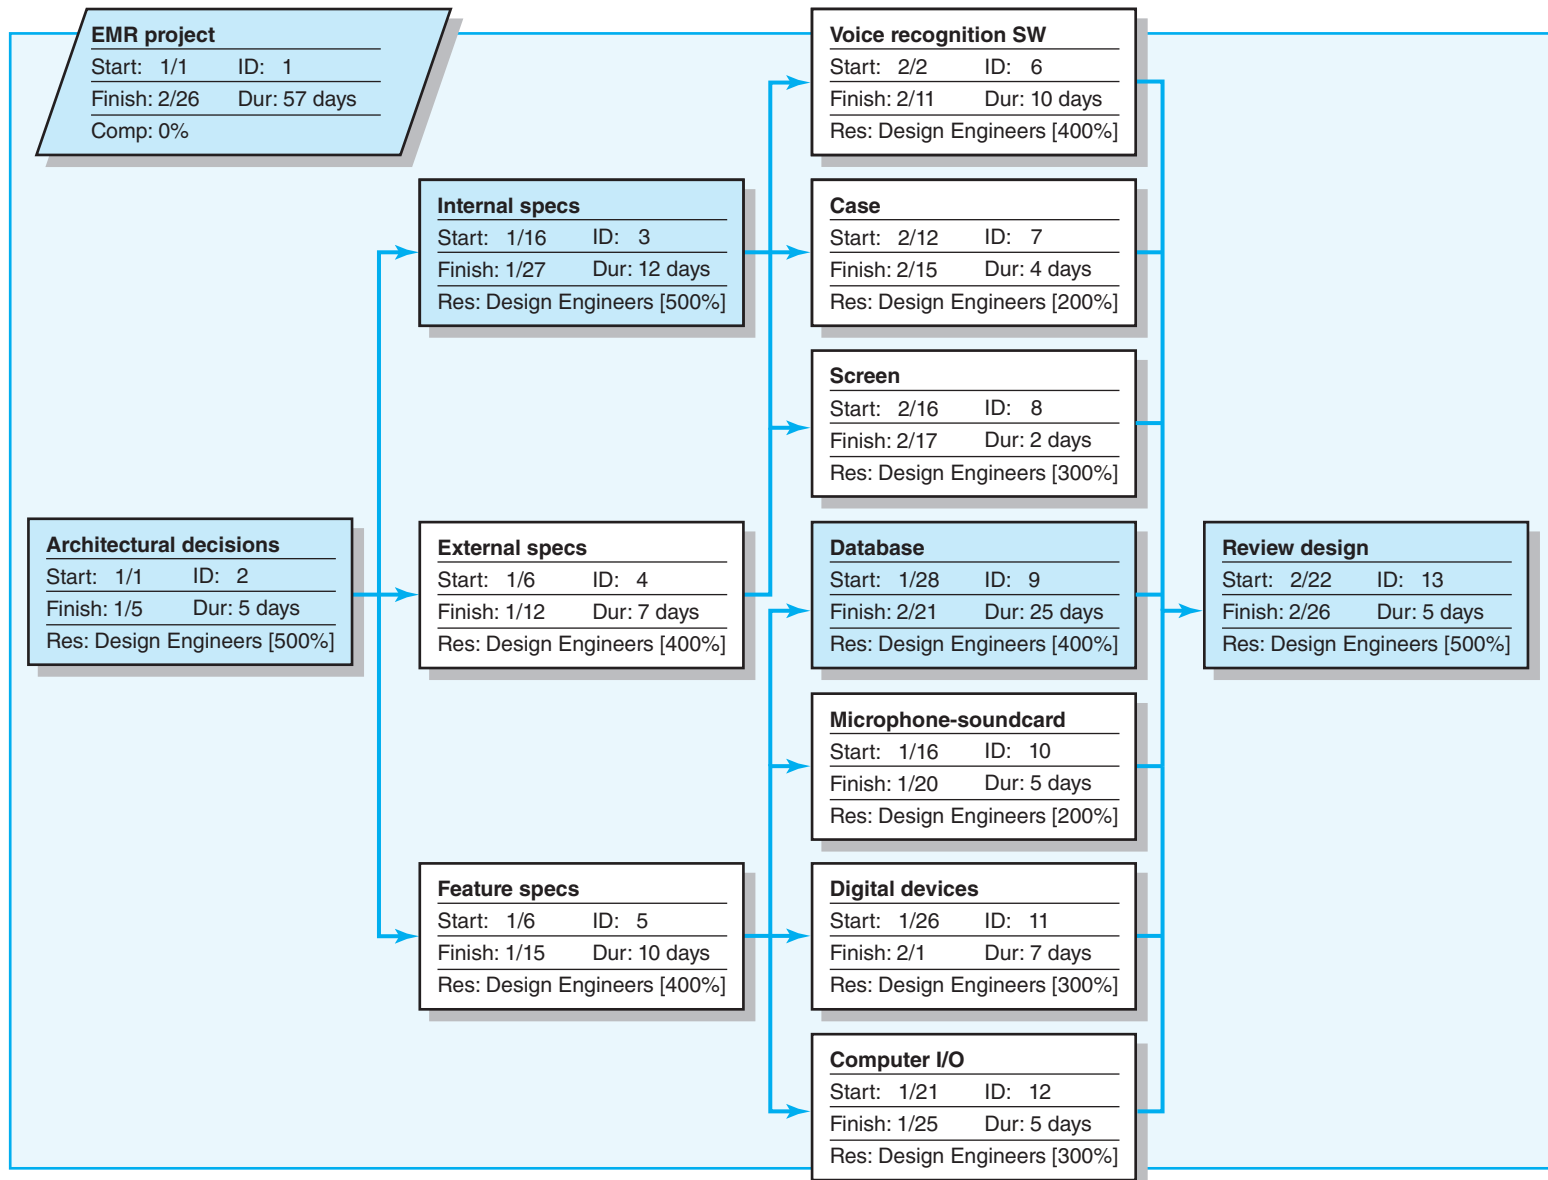 EMR project
Start: 1/1 ID: 1
Finish: 2/26 Dur: 57 days
Comp: 0%
Voice recognition SW
Start: 2/2 ID: 6
Finish: 2/11 Dur: 10 days
Res: Design Engineers [400%]
Internal specs
Start: 1/16 ID: 3
Finish: 1/27 Dur: 12 days
Res: Design Engineers [500%]
Case
Start: 2/12 ID: 7
Finish: 2/15 Dur: 4 days
Res: Design Engineers [200%]
Screen
Start: 2/16 ID: 8
Finish: 2/17 Dur: 2 days
Res: Design Engineers [300%]
Architectural decisions
Start: 1/1 ID: 2
Finish: 1/5 Dur: 5 days
Res: Design Engineers [500%]
External specs
Start: 1/6 ID: 4
Finish: 1/12 Dur: 7 days
Res: Design Engineers [400%]
Database
Start: 1/28 ID: 9
Finish: 2/21 Dur: 25 days
Res: Design Engineers [400%]
Review design
Start: 2/22 ID: 13
Finish: 2/26 Dur: 5 days
Res: Design Engineers [500%]
Microphone-soundcard
Start: 1/16 ID: 10
Finish: 1/20 Dur: 5 days
Res: Design Engineers [200%]
Feature specs
Start: 1/6 ID: 5
Finish: 1/15 Dur: 10 days
Res: Design Engineers [400%]
Digital devices
Start: 1/26 ID: 11
Finish: 2/1 Dur: 7 days
Res: Design Engineers [300%]
Computer I/O
Start: 1/21 ID: 12
Finish: 1/25 Dur: 5 days
Res: Design Engineers [300%]